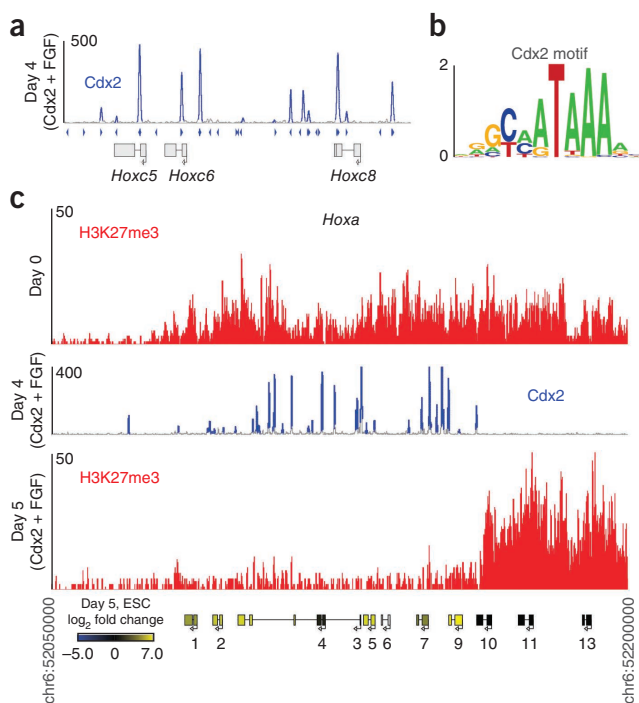 a
500
Day 4
(Cdx2 + FGF)
Cdx2
Hoxc5
Hoxc6
Hoxc8
b
Cdx2 motif
2
0
c
Hoxa
50
H3K27me3
Day 0
400
Day 4
(Cdx2 + FGF)
Cdx2
50
H3K27me3
Day 5
(Cdx2 + FGF)
Day 5, ESC
log2 fold change
−5.0 0 7.0
1 2 4 3 5 6 7 9 10 11 13
chr6:52050000
chr6:52200000